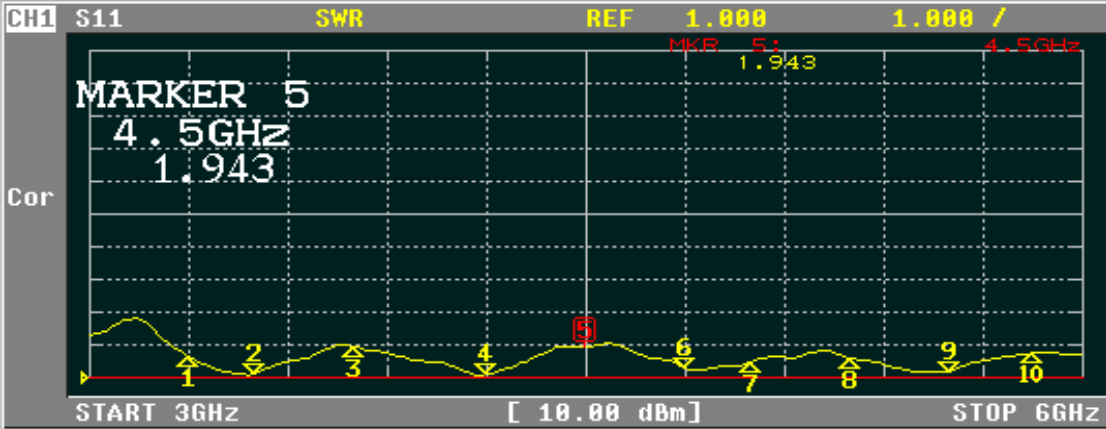 CH1 S11 SWR REF 1.000 1.000 /
MKR 5: 4.5GHz
1.943
MARKER 5
4.5GHz
1.943
Cor
5
2 4 6 9
1 3 7 8 10
START 3GHz [ 10.00 dBm] STOP 6GHz